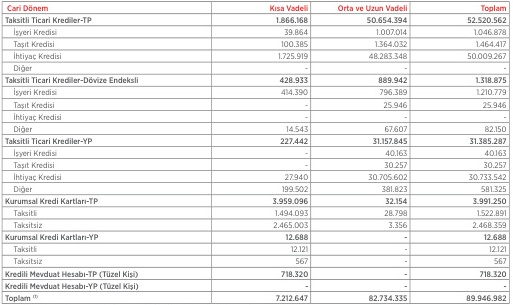 Cari Dönem Kısa Vadeli Orta ve Uzun Vadeli Toplam
Taksitli Ticari Krediler-TP 1.866.168 50.654.394 52.520.562
İşyeri Kredisi 39.864 1.007.014 1.046.878
Taşıt Kredisi 100.385 1.364.032 1.464.417
İhtiyaç Kredisi 1.725.919 48.283.348 50.009.267
Diğer - - -
Taksitli Ticari Krediler-Dövize Endeksli 428.933 889.942 1.318.875
İşyeri Kredisi 414.390 796.389 1.210.779
Taşıt Kredisi - 25.946 25.946
İhtiyaç Kredisi - - -
Diğer 14.543 67.607 82.150
Taksitli Ticari Krediler-YP 227.442 31.157.845 31.385.287
İşyeri Kredisi - 40.163 40.163
Taşıt Kredisi - 30.257 30.257
İhtiyaç Kredisi 27.940 30.705.602 30.733.542
Diğer 199.502 381.823 581.325
Kurumsal Kredi Kartları-TP 3.959.096 32.154 3.991.250
Taksitli 1.494.093 28.798 1.522.891
Taksitsiz 2.465.003 3.356 2.468.359
Kurumsal Kredi Kartları-YP 12.688 - 12.688
Taksitli 12.121 - 12.121
Taksitsiz 567 - 567
Kredili Mevduat Hesabı-TP (Tüzel Kişi) 718.320 - 718.320
Kredili Mevduat Hesabı-YP (Tüzel Kişi) - - -
Toplam (1) 7.212.647 82.734.335 89.946.982